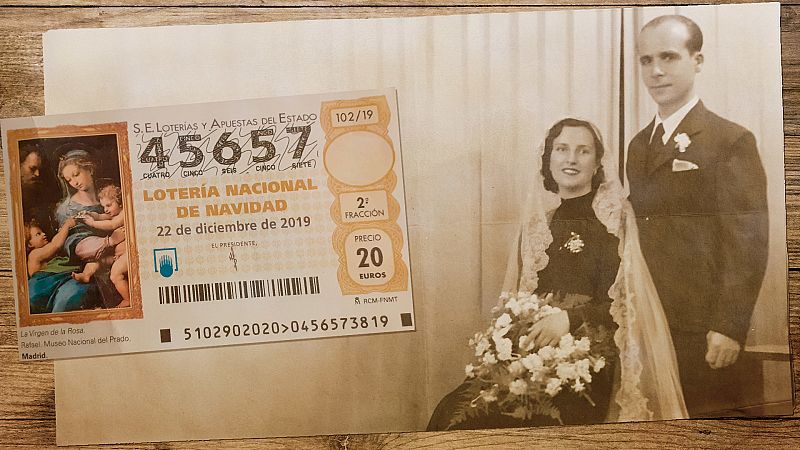 S.E. LOTERÍAS Y APUESTAS DEL ESTADO
45657
CUATRO CINCO SEIS CINCO SIETE
LOTERÍA NACIONAL
DE NAVIDAD
22 de diciembre de 2019
EL PRESIDENTE,
5102902020>0456573819
102/19
2ª
FRACCIÓN
PRECIO
20
EUROS
RCM-FNMT
La Virgen de la Rosa.
Rafael. Museo Nacional del Prado.
Madrid.